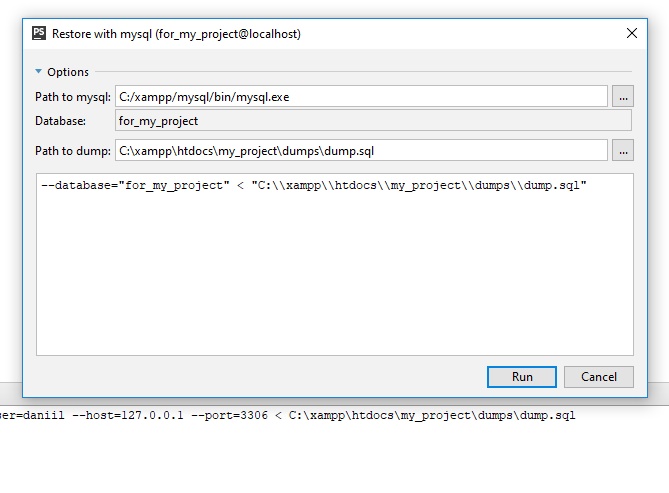 PS Restore with mysql (for_my_project@localhost)
Options
Path to mysql: C:/xampp/mysql/bin/mysql.exe ...
Database: for_my_project
Path to dump: C:\xampp\htdocs\my_project\dumps\dump.sql ...
--database="for_my_project" < "C:\\xampp\\htdocs\\my_project\\dumps\\dump.sql"
Run Cancel
ser=daniil --host=127.0.0.1 --port=3306 < C:\xampp\htdocs\my_project\dumps\dump.sql